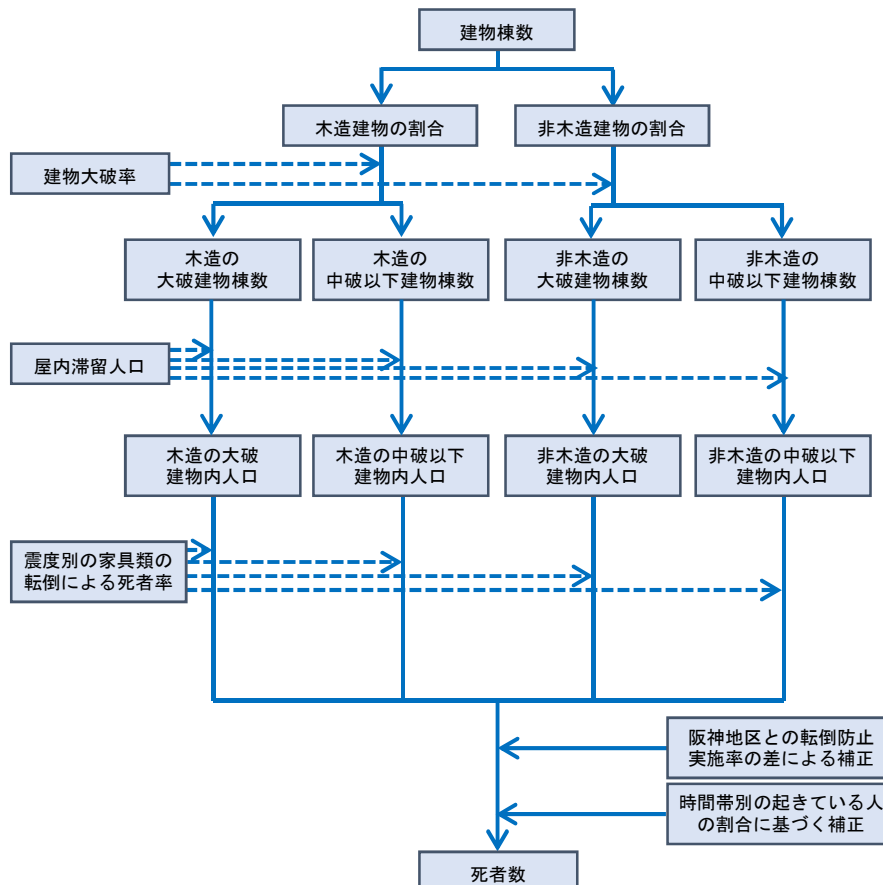 建物棟数
木造建物の割合
非木造建物の割合
建物大破率
木造の
大破建物棟数
木造の
中破以下建物棟数
非木造の
大破建物棟数
非木造の
中破以下建物棟数
屋内滞留人口
木造の大破
建物内人口
木造の中破以下
建物内人口
非木造の大破
建物内人口
非木造の中破以下
建物内人口
震度別の家具類の
転倒による死者率
阪神地区との転倒防止
実施率の差による補正
時間帯別の起きている人
の割合に基づく補正
死者数